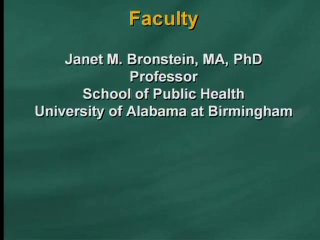 Faculty
Janet M. Bronstein, MA, PhD
Professor
School of Public Health
University of Alabama at Birmingham